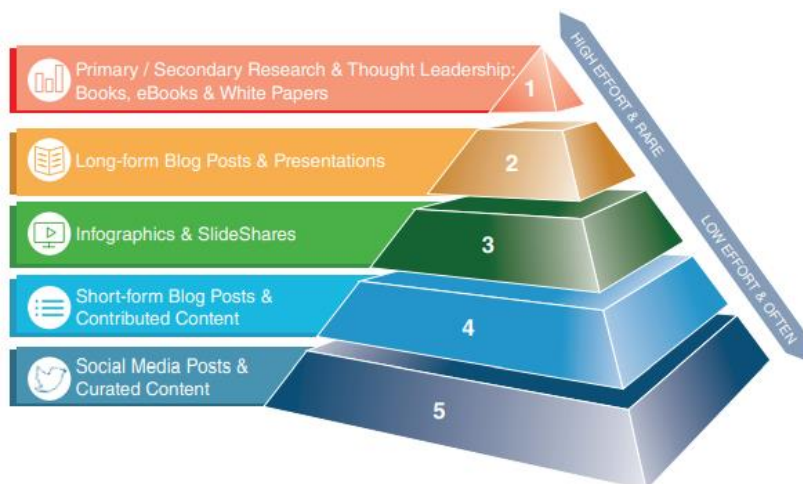 Primary / Secondary Research & Thought Leadership:
Books, eBooks & White Papers
1
Long-form Blog Posts & Presentations
2
Infographics & SlideShares
3
Short-form Blog Posts &
Contributed Content
4
Social Media Posts &
Curated Content
5
HIGH EFFORT & RARE
LOW EFFORT & OFTEN